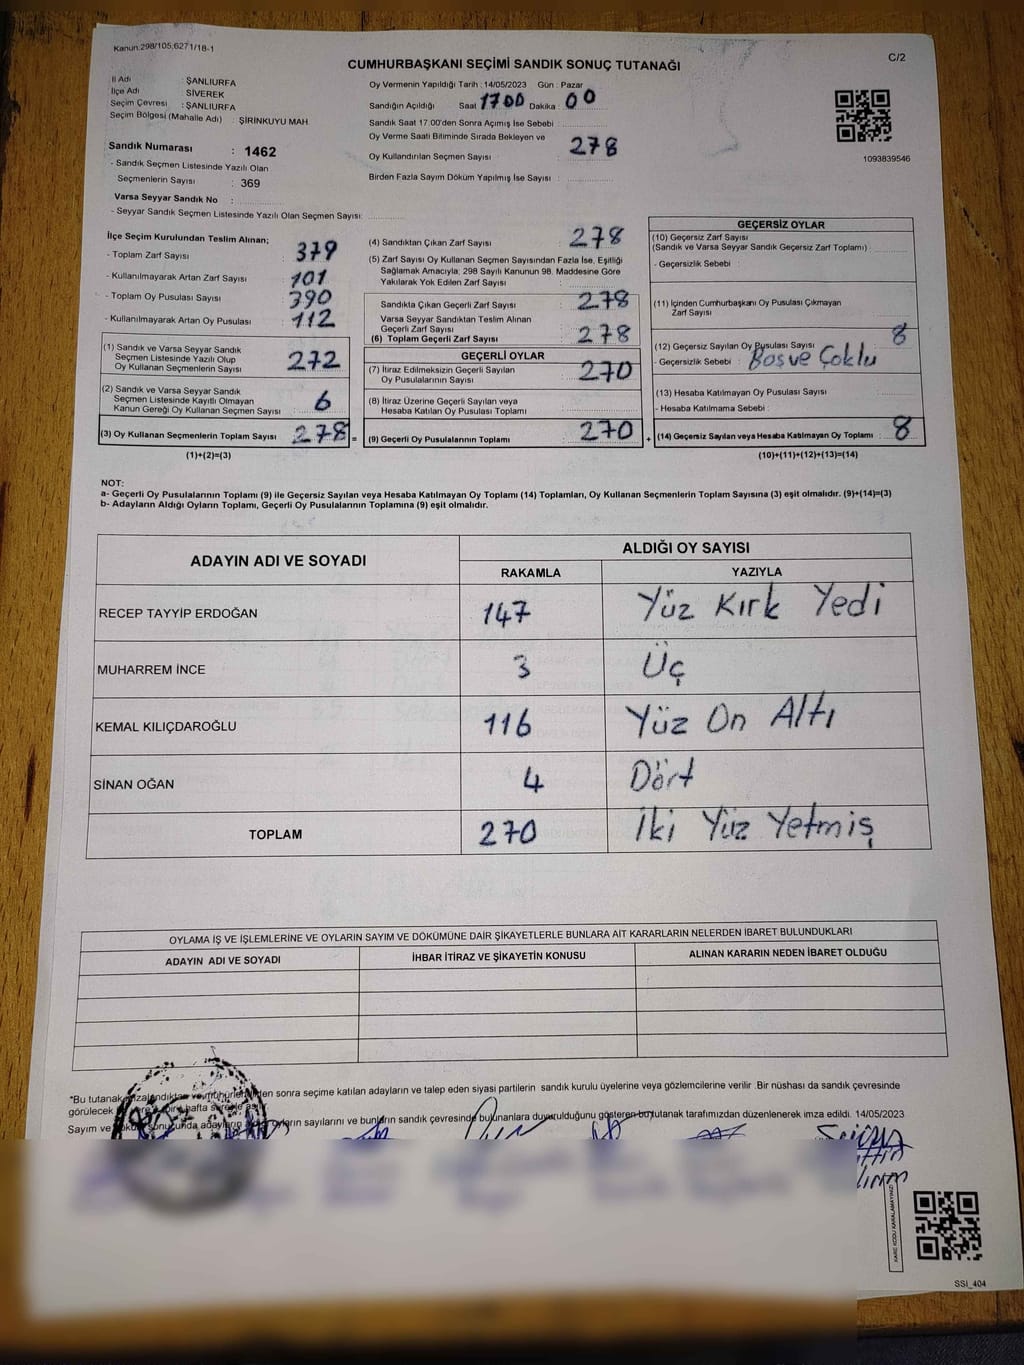 Kanun:298/105,6271/18-1
C/2
CUMHURBAŞKANI SEÇİMİ SANDIK SONUÇ TUTANAĞI
İl Adı : ŞANLIURFA
İlçe Adı : SİVEREK
Seçim Çevresi : ŞANLIURFA
Seçim Bölgesi (Mahalle Adı) : ŞİRİNKUYU MAH.
Sandık Numarası : 1462
- Sandık Seçmen Listesinde Yazılı Olan
Seçmenlerin Sayısı : 369
Varsa Seyyar Sandık No :
- Seyyar Sandık Seçmen Listesinde Yazılı Olan Seçmen Sayısı:
Oy Vermenin Yapıldığı Tarih : 14/05/2023 Gün : Pazar
Sandığın Açıldığı Saat : 1700 Dakika : 00
Sandık Saat 17:00'den Sonra Açımış İse Sebebi :
Oy Verme Saati Bitiminde Sırada Bekleyen ve
Oy Kullandırılan Seçmen Sayısı : 278
Birden Fazla Sayım Döküm Yapılmış İse Sayısı :
1093839546
İlçe Seçim Kurulundan Teslim Alınan;
- Toplam Zarf Sayısı : 379
- Kullanılmayarak Artan Zarf Sayısı : 101
- Toplam Oy Pusulası Sayısı : 390
- Kullanılmayarak Artan Oy Pusulası : 112
(1) Sandık ve Varsa Seyyar Sandık
Seçmen Listesinde Yazılı Olup
Oy Kullanan Seçmenlerin Sayısı : 272
(2) Sandık ve Varsa Seyyar Sandık
Seçmen Listesinde Kayıtlı Olmayan
Kanun Gereği Oy Kullanan Seçmen Sayısı : 6
(3) Oy Kullanan Seçmenlerin Toplam Sayısı : 278 =
(1)+(2)=(3)
(4) Sandıktan Çıkan Zarf Sayısı : 278
(5) Zarf Sayısı Oy Kullanan Seçmen Sayısından Fazla İse, Eşitliği
Sağlamak Amacıyla; 298 Sayılı Kanunun 98. Maddesine Göre
Yakılarak Yok Edilen Zarf Sayısı :
Sandıkta Çıkan Geçerli Zarf Sayısı : 278
Varsa Seyyar Sandıktan Teslim Alınan
Geçerli Zarf Sayısı
(6) Toplam Geçerli Zarf Sayısı : 278
GEÇERLİ OYLAR
(7) İtiraz Edilmeksizin Geçerli Sayılan
Oy Pusulalarının Sayısı : 270
(8) İtiraz Üzerine Geçerli Sayılan veya
Hesaba Katılan Oy Pusulası Toplamı :
(9) Geçerli Oy Pusulalarının Toplamı : 270 +
GEÇERSİZ OYLAR
(10) Geçersiz Zarf Sayısı
(Sandık ve Varsa Seyyar Sandık Geçersiz Zarf Toplamı) :
- Geçersizlik Sebebi :
(11) İçinden Cumhurbaşkanı Oy Pusulası Çıkmayan
Zarf Sayısı
(12) Geçersiz Sayılan Oy Pusulası Sayısı : 8
- Geçersizlik Sebebi : Boş ve Çoklu
(13) Hesaba Katılmayan Oy Pusulası Sayısı :
- Hesaba Katılmama Sebebi :
(14) Geçersiz Sayılan veya Hesaba Katılmayan Oy Toplamı : 8
(10)+(11)+(12)+(13)=(14)
NOT:
a- Geçerli Oy Pusulalarının Toplamı (9) ile Geçersiz Sayılan veya Hesaba Katılmayan Oy Toplamı (14) Toplamları, Oy Kullanan Seçmenlerin Toplam Sayısına (3) eşit olmalıdır. (9)+(14)=(3)
b- Adayların Aldığı Oyların Toplamı, Geçerli Oy Pusulalarının Toplamına (9) eşit olmalıdır.
ADAYIN ADI VE SOYADI
ALDIĞI OY SAYISI
RAKAMLA YAZIYLA
RECEP TAYYİP ERDOĞAN 147 Yüz Kırk Yedi
MUHARREM İNCE 3 Üç
KEMAL KILIÇDAROĞLU 116 Yüz On Altı
SİNAN OĞAN 4 Dört
TOPLAM 270 İki Yüz Yetmiş
OYLAMA İŞ VE İŞLEMLERİNE VE OYLARIN SAYIM VE DÖKÜMÜNE DAİR ŞİKAYETLERLE BUNLARA AİT KARARLARIN NELERDEN İBARET BULUNDUKLARI
ADAYIN ADI VE SOYADI İHBAR İTİRAZ VE ŞİKAYETİN KONUSU ALINAN KARARIN NEDEN İBARET OLDUĞU
*Bu tutanak imzalandıktan ve mühürlendikten sonra seçime katılan adayların ve talep eden siyasi partilerin sandık kurulu üyelerine veya gözlemcilerine verilir .Bir nüshası da sandık çevresinde
görülecek bir yere bir hafta süreyle asılır.
Sayım ve döküm sonucunda adayların aldığı oyların sayılarını ve bunların sandık çevresinde bulunanlara duyurulduğunu gösteren bu tutanak tarafımızdan düzenlenerek imza edildi. 14/05/2023
KARE KODU KARALAMAYINIZ!
SSİ_404